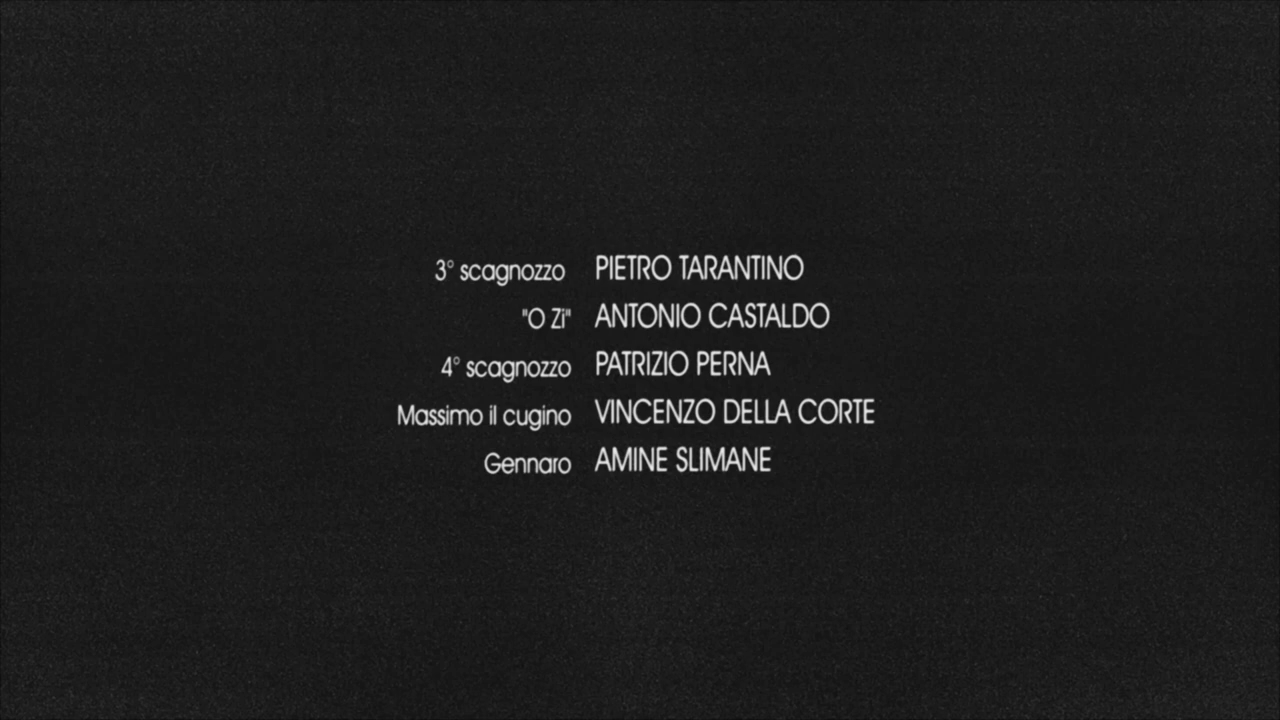 3° scagnozzo PIETRO TARANTINO
"O Zi" ANTONIO CASTALDO
4° scagnozzo PATRIZIO PERNA
Massimo il cugino VINCENZO DELLA CORTE
Gennaro AMINE SLIMANE